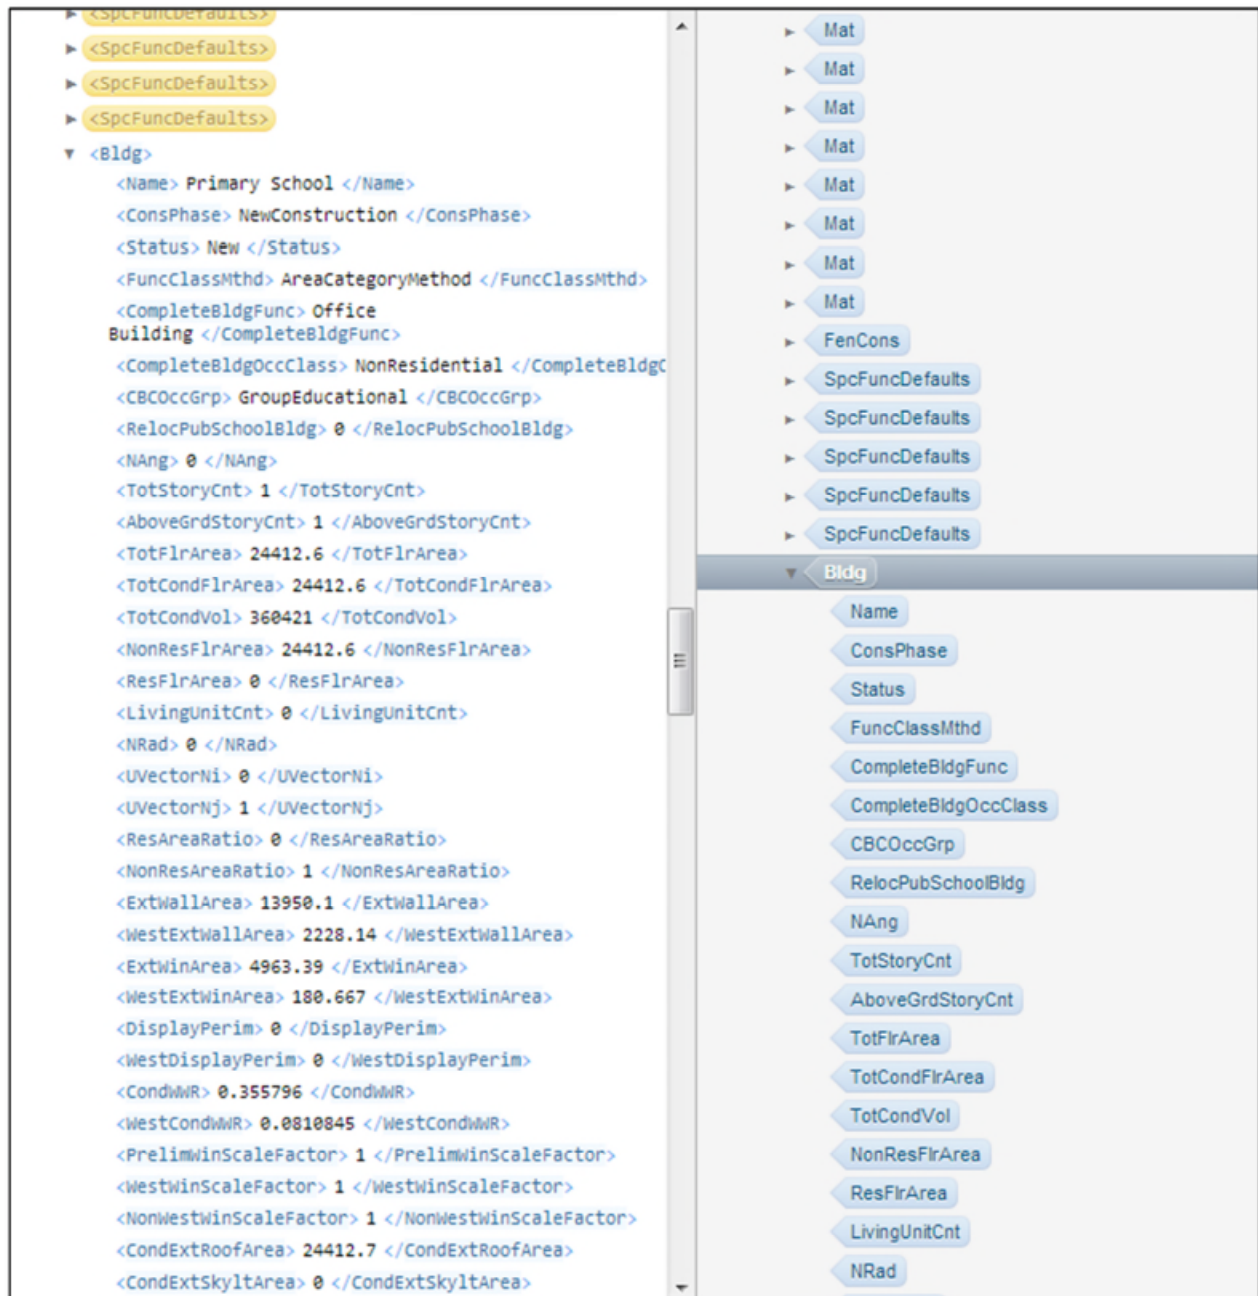 <SpcFuncDefaults>
<SpcFuncDefaults>
<SpcFuncDefaults>
<SpcFuncDefaults>
<Bldg>
<Name> Primary School </Name>
<ConsPhase> NewConstruction </ConsPhase>
<Status> New </Status>
<FuncClassMthd> AreaCategoryMethod </FuncClassMthd>
<CompleteBldgFunc> Office
Building </CompleteBldgFunc>
<CompleteBldgOccClass> NonResidential </CompleteBldgC
<CBCOccGrp> GroupEducational </CBCOccGrp>
<RelocPubSchoolBldg> 0 </RelocPubSchoolBldg>
<NAng> 0 </NAng>
<TotStoryCnt> 1 </TotStoryCnt>
<AboveGrdStoryCnt> 1 </AboveGrdStoryCnt>
<TotFlrArea> 24412.6 </TotFlrArea>
<TotCondFlrArea> 24412.6 </TotCondFlrArea>
<TotCondVol> 360421 </TotCondVol>
<NonResFlrArea> 24412.6 </NonResFlrArea>
<ResFlrArea> 0 </ResFlrArea>
<LivingUnitCnt> 0 </LivingUnitCnt>
<NRad> 0 </NRad>
<UVectorNi> 0 </UVectorNi>
<UVectorNj> 1 </UVectorNj>
<ResAreaRatio> 0 </ResAreaRatio>
<NonResAreaRatio> 1 </NonResAreaRatio>
<ExtWallArea> 13950.1 </ExtWallArea>
<WestExtWallArea> 2228.14 </WestExtWallArea>
<ExtWinArea> 4963.39 </ExtWinArea>
<WestExtWinArea> 180.667 </WestExtWinArea>
<DisplayPerim> 0 </DisplayPerim>
<WestDisplayPerim> 0 </WestDisplayPerim>
<CondWWR> 0.355796 </CondWWR>
<WestCondWWR> 0.0810845 </WestCondWWR>
<PrelimWinScaleFactor> 1 </PrelimWinScaleFactor>
<WestWinScaleFactor> 1 </WestWinScaleFactor>
<NonWestWinScaleFactor> 1 </NonWestWinScaleFactor>
<CondExtRoofArea> 24412.7 </CondExtRoofArea>
<CondExtSkyltArea> 0 </CondExtSkyltArea>
Mat
Mat
Mat
Mat
Mat
Mat
Mat
Mat
FenCons
SpcFuncDefaults
SpcFuncDefaults
SpcFuncDefaults
SpcFuncDefaults
SpcFuncDefaults
Bldg
Name
ConsPhase
Status
FuncClassMthd
CompleteBldgFunc
CompleteBldgOccClass
CBCOccGrp
RelocPubSchoolBldg
NAng
TotStoryCnt
AboveGrdStoryCnt
TotFlrArea
TotCondFlrArea
TotCondVol
NonResFlrArea
ResFlrArea
LivingUnitCnt
NRad